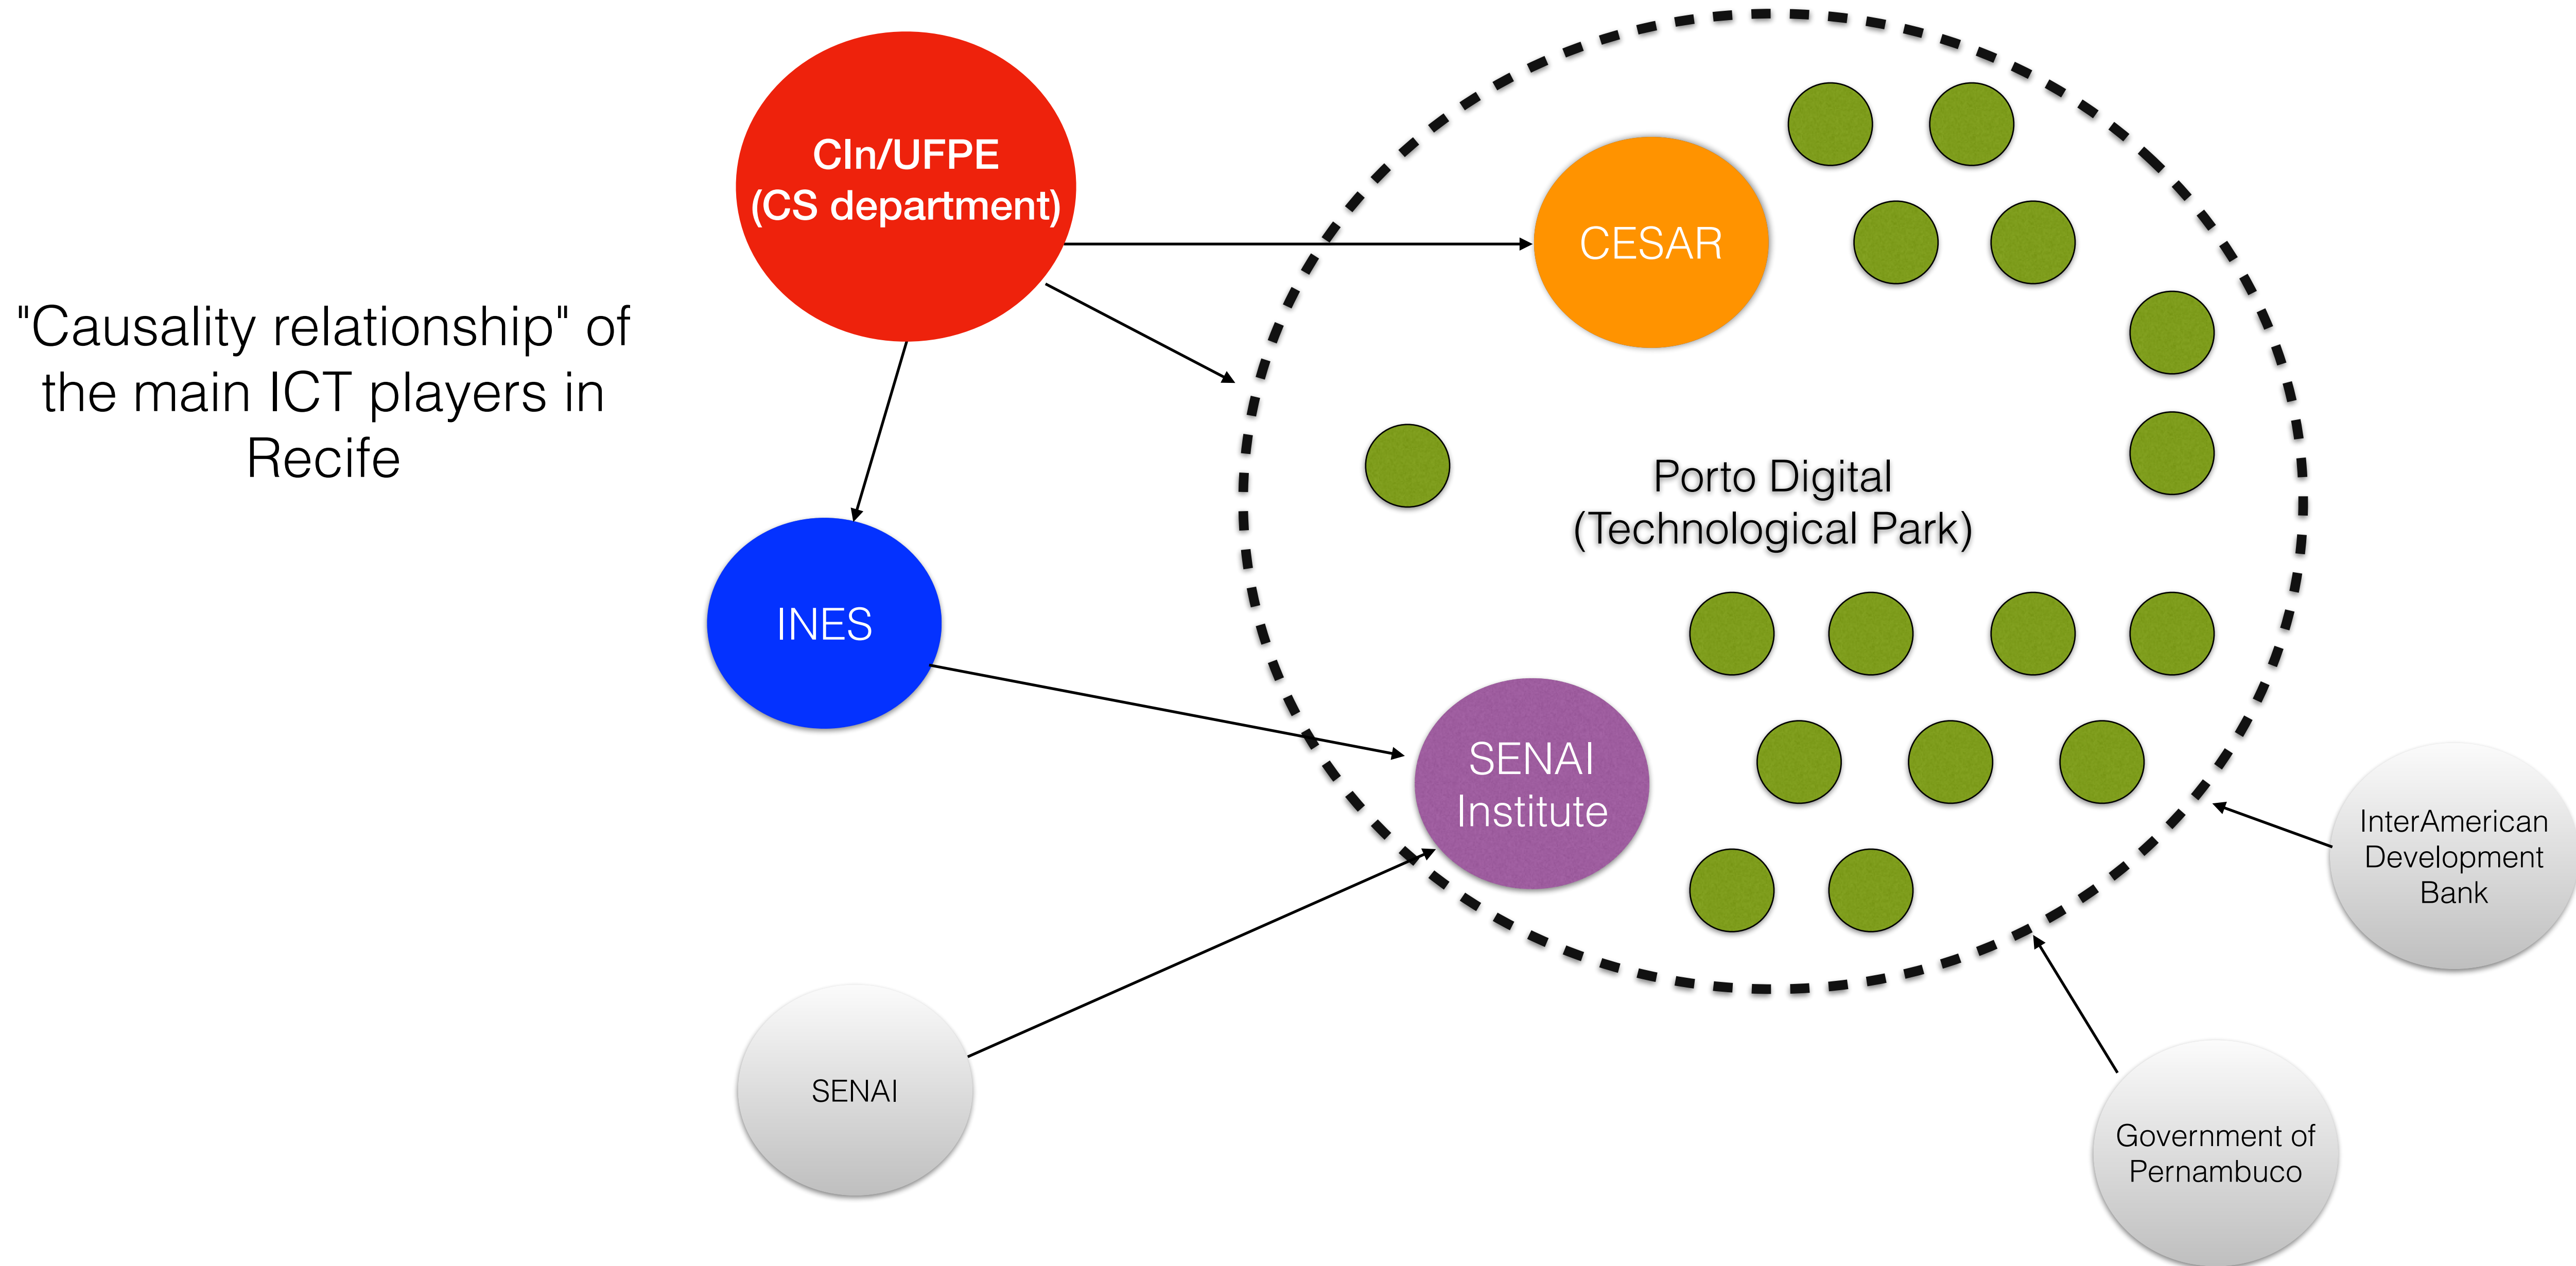 "Causality relationship" of
the main ICT players in
Recife
CIn/UFPE
(CS department)
CESAR
Porto Digital
(Technological Park)
INES
SENAI
Institute
InterAmerican
Development
Bank
SENAI
Government of
Pernambuco